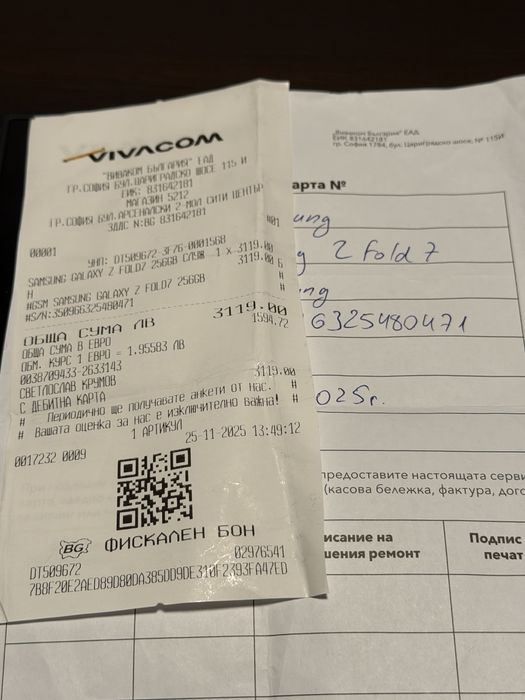 VIVACOM
"ВИВАКОМ БЪЛГАРИЯ" ЕАД
ГР.СОФИЯ БУЛ.ЦАРИГРАДСКО ШОСЕ 115 И
ЕИК: 831642181
МАГАЗИН 5212
ГР.СОФИЯ БУЛ.АРСЕНАЛСКИ 2-МОЛ СИТИ ЦЕНТЪР
ЗДДС N:BG 831642181
00001 #01
УНП: DT509672-3F76-0001568
1 x 3119.00
SAMSUNG GALAXY Z FOLD7 256GB 3119.00 Б
H #
#GSM SAMSUNG GALAXY Z FOLD7 256GB #
#S/N:350966325480471 #
ОБЩА СУМА ЛВ 3119.00
ОБЩА СУМА В ЕВРО 1594.72
ОБМ. КУРС 1 ЕВРО = 1.95583 ЛВ
0038709433-2633143
СВЕТОСЛАВ КРУМОВ
С ДЕБИТНА КАРТА 3119.00
# Периодично ще получавате анкети от нас. #
# Вашата оценка за нас е изключително важна! #
1 АРТИКУЛ
25-11-2025 13:49:12
0017232 0009
BG ФИСКАЛЕН БОН
DT509672 02976541
7B8F20E2AED89D80DA385DD9DE310F2393FA47ED
"Виваком България" ЕАД
ЕИК 831642181
гр. София 1784, бул. Цариградско шосе, № 115И
арта №
ung
g Z Fold 7
ng
6325480471
025г.
предоставите настоящата серви
(касова бележка, фактура, дого
исание на
шения ремонт
Подпис
печат